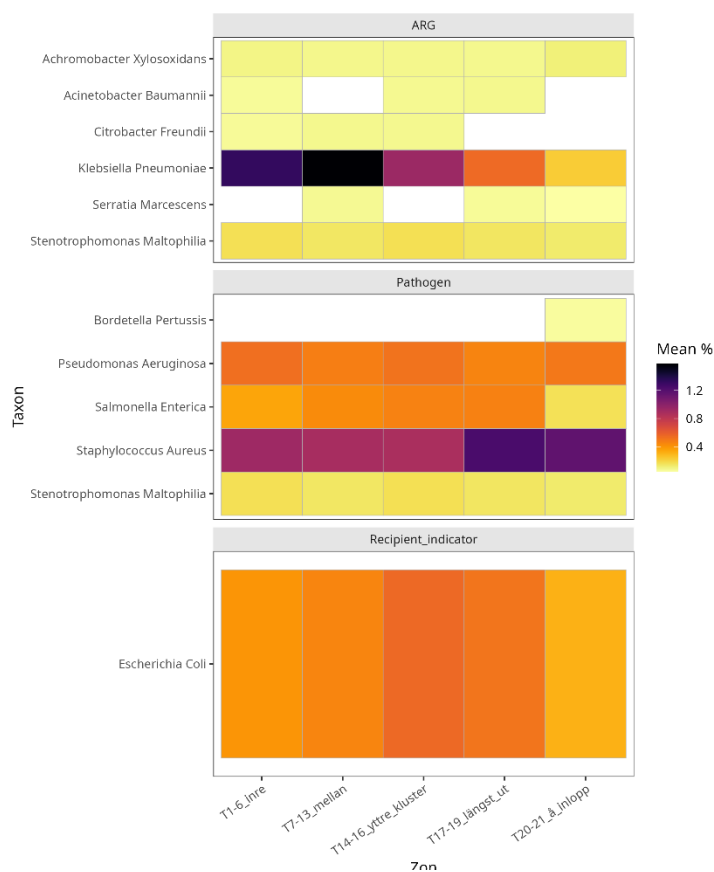 ARG
Achromobacter Xylosoxidans
Acinetobacter Baumannii
Citrobacter Freundii
Klebsiella Pneumoniae
Serratia Marcescens
Stenotrophomonas Maltophilia
Pathogen
Bordetella Pertussis
Pseudomonas Aeruginosa
Salmonella Enterica
Staphylococcus Aureus
Stenotrophomonas Maltophilia
Recipient_indicator
Escherichia Coli
Taxon
T1-6_inre
T7-13_mellan
T14-16_yttre_kluster
T17-19_längst_ut
T20-21_å_inlopp
Zon
Mean %
1.2
0.8
0.4